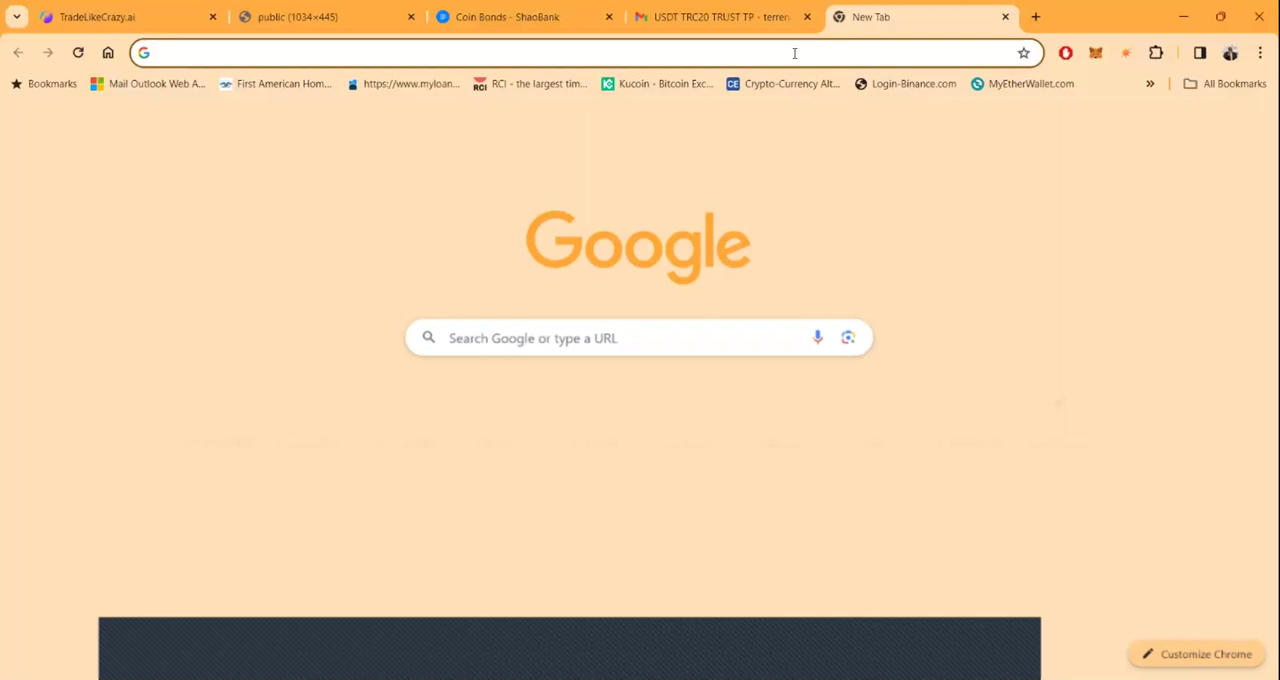 TradeLikeCrazy.ai
public (1034×445)
Coin Bonds - ShaoBank
USDT TRC20 TRUST TP - terren
New Tab
Bookmarks
Mail Outlook Web A...
First American Hom...
https://www.myloan...
RCI RCI - the largest tim...
Kucoin - Bitcoin Exc...
CE Crypto-Currency Alt...
Login-Binance.com
MyEtherWallet.com
»
All Bookmarks
Google
Search Google or type a URL
Customize Chrome